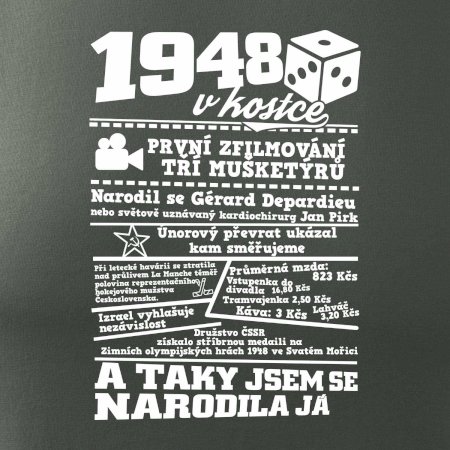 1948
v kostce
PRVNÍ ZFILMOVÁNÍ
TŘÍ MUŠKETÝRŮ
Narodil se Gérard Depardieu
nebo světově uznávaný kardiochirurg Jan Pirk
Únorový převrat ukázal
kam směřujeme
Při letecké havárii se ztratila
nad průlivem La Manche téměř
polovina reprezentačního
hokejového mužstva
Československa.
Průměrná mzda:
823 Kčs
Vstupenka do
divadla 16,80 Kčs
Tramvajenka 2,50 Kčs
Káva: 3 Kčs
Lahváč
3,20 Kčs
Izrael vyhlašuje
nezávislost
Družstvo ČSSR
získalo stříbrnou medaili na
Zimních olympijských hrách 1948 ve Svatém Mořici
A TAKY JSEM SE
NARODILA JÁ